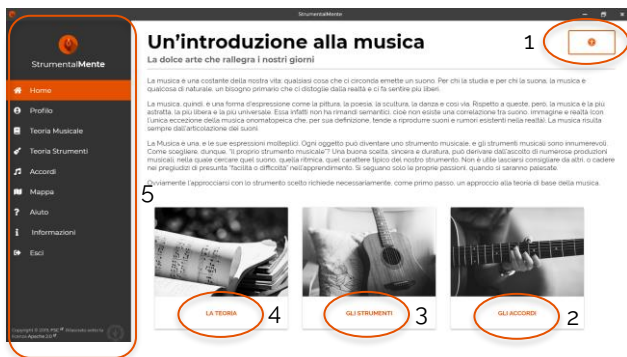 StrumentalMente
StrumentalMente
Home
Profilo
Teoria Musicale
Teoria Strumenti
Accordi
Mappa
Aiuto
Informazioni
Esci
Copyright © 2019, PSC Rilasciato sotto la
licenza Apache 2.0
5
Un'introduzione alla musica
1
La dolce arte che rallegra i nostri giorni
La musica è una costante della nostra vita: qualsiasi cosa che ci circonda emette un suono. Per chi la studia e per chi la suona, la musica è
qualcosa di naturale, un bisogno primario che ci distoglie dalla realtà e ci fa sentire più liberi.
La musica, quindi, è una forma d'espressione come la pittura, la poesia, la scultura, la danza e così via. Rispetto a queste, però, la musica è la più
astratta, la più libera e la più universale. Essa infatti non ha rimandi semantici, cioè non esiste una correlazione fra suono, immagine e realtà (con
l'unica eccezione della musica onomatopeica che, per sua definizione, tende a riprodurre suoni e rumori esistenti nella realtà). La musica risulta
sempre dall'articolazione dei suoni.
La Musica è una, e le sue espressioni molteplici. Ogni oggetto può diventare uno strumento musicale, e gli strumenti musicali sono innumerevoli.
Come scegliere, dunque, "il proprio strumento musicale"? Una buona scelta, sincera e duratura, può derivare dall'ascolto di numerose produzioni
musicali, nella quale cercare quel suono, quella ritmica, quel carattere tipico del nostro strumento. Non è utile lasciarsi consigliare da altri, o cadere
nei pregiudizi di presunta "facilità o difficoltà" nell'apprendimento. Si seguano solo le proprie passioni, quando si saranno palesate.
Ovviamente l'approcciarsi con lo strumento scelto richiede necessariamente, come primo passo, un approccio alla teoria di base della musica.
LA TEORIA
4
GLI STRUMENTI
3
GLI ACCORDI
2